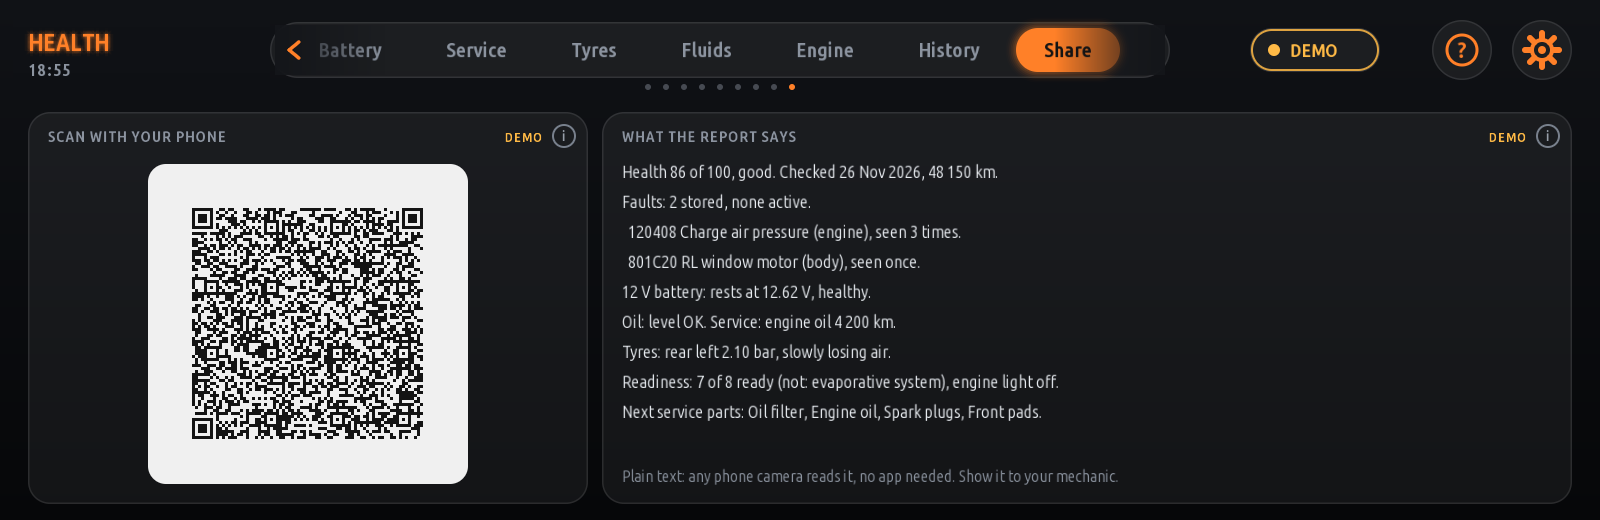 HEALTH
18:55
Battery
Service
Tyres
Fluids
Engine
History
Share
DEMO
?
SCAN WITH YOUR PHONE
DEMO
i
WHAT THE REPORT SAYS
DEMO
i
Health 86 of 100, good. Checked 26 Nov 2026, 48 150 km.
Faults: 2 stored, none active.
120408 Charge air pressure (engine), seen 3 times.
801C20 RL window motor (body), seen once.
12 V battery: rests at 12.62 V, healthy.
Oil: level OK. Service: engine oil 4 200 km.
Tyres: rear left 2.10 bar, slowly losing air.
Readiness: 7 of 8 ready (not: evaporative system), engine light off.
Next service parts: Oil filter, Engine oil, Spark plugs, Front pads.
Plain text: any phone camera reads it, no app needed. Show it to your mechanic.